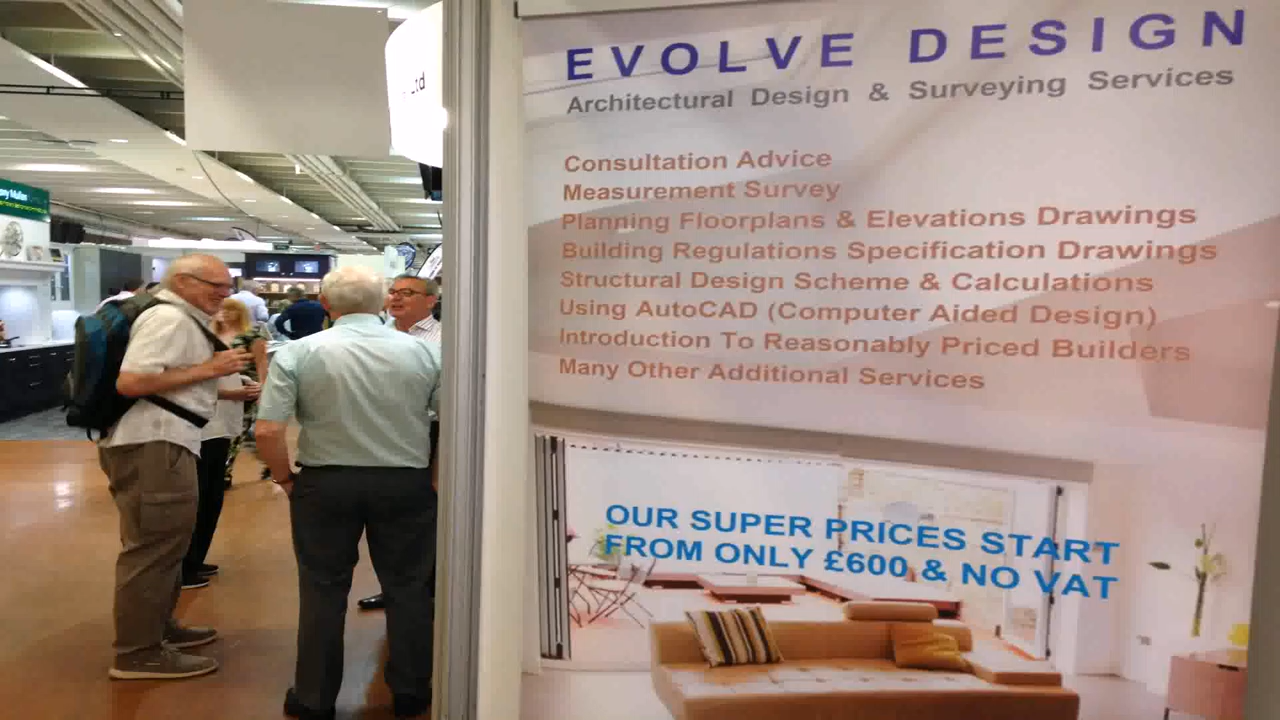 EVOLVE DESIGN
Architectural Design & Surveying Services
Consultation Advice
Measurement Survey
Planning Floorplans & Elevations Drawings
Building Regulations Specification Drawings
Structural Design Scheme & Calculations
Using AutoCAD (Computer Aided Design)
Introduction To Reasonably Priced Builders
Many Other Additional Services
OUR SUPER PRICES START
FROM ONLY £600 & NO VAT
Ltd